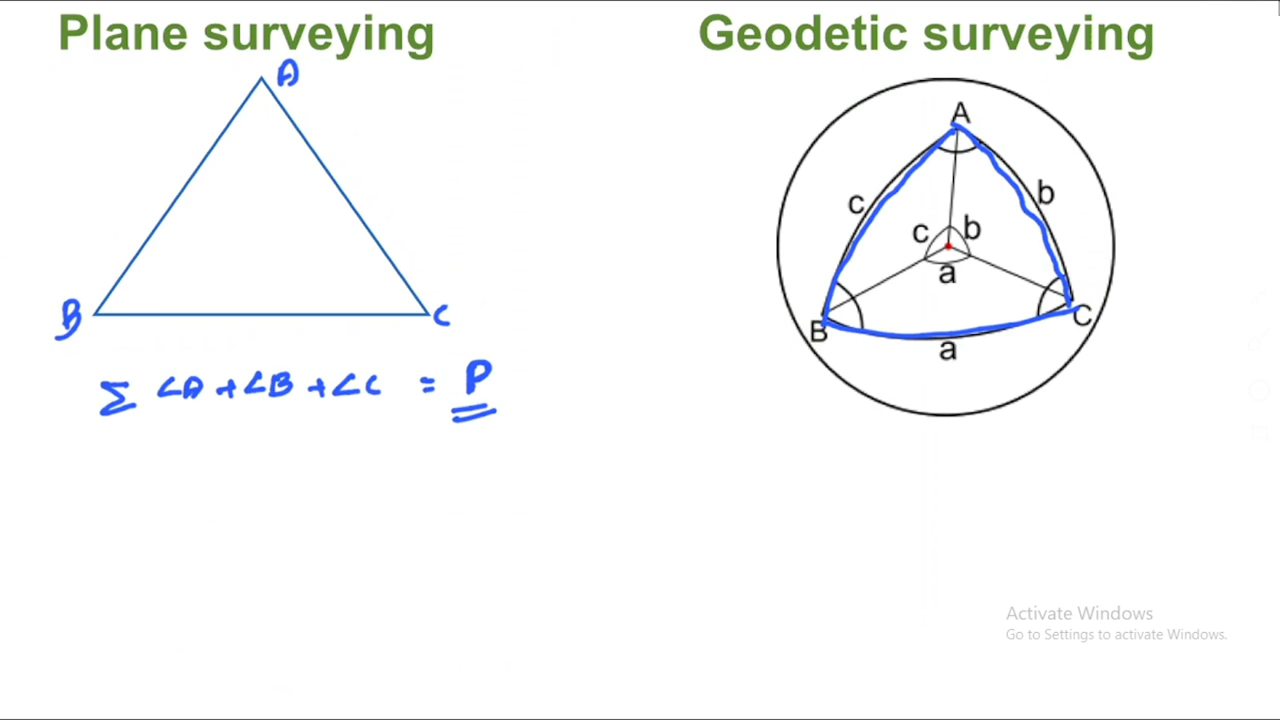 Plane surveying
A
B
C
Σ ∠A + ∠B + ∠C = P
Geodetic surveying
A
c
b
c b
a
B
C
a
Activate Windows
Go to Settings to activate Windows.